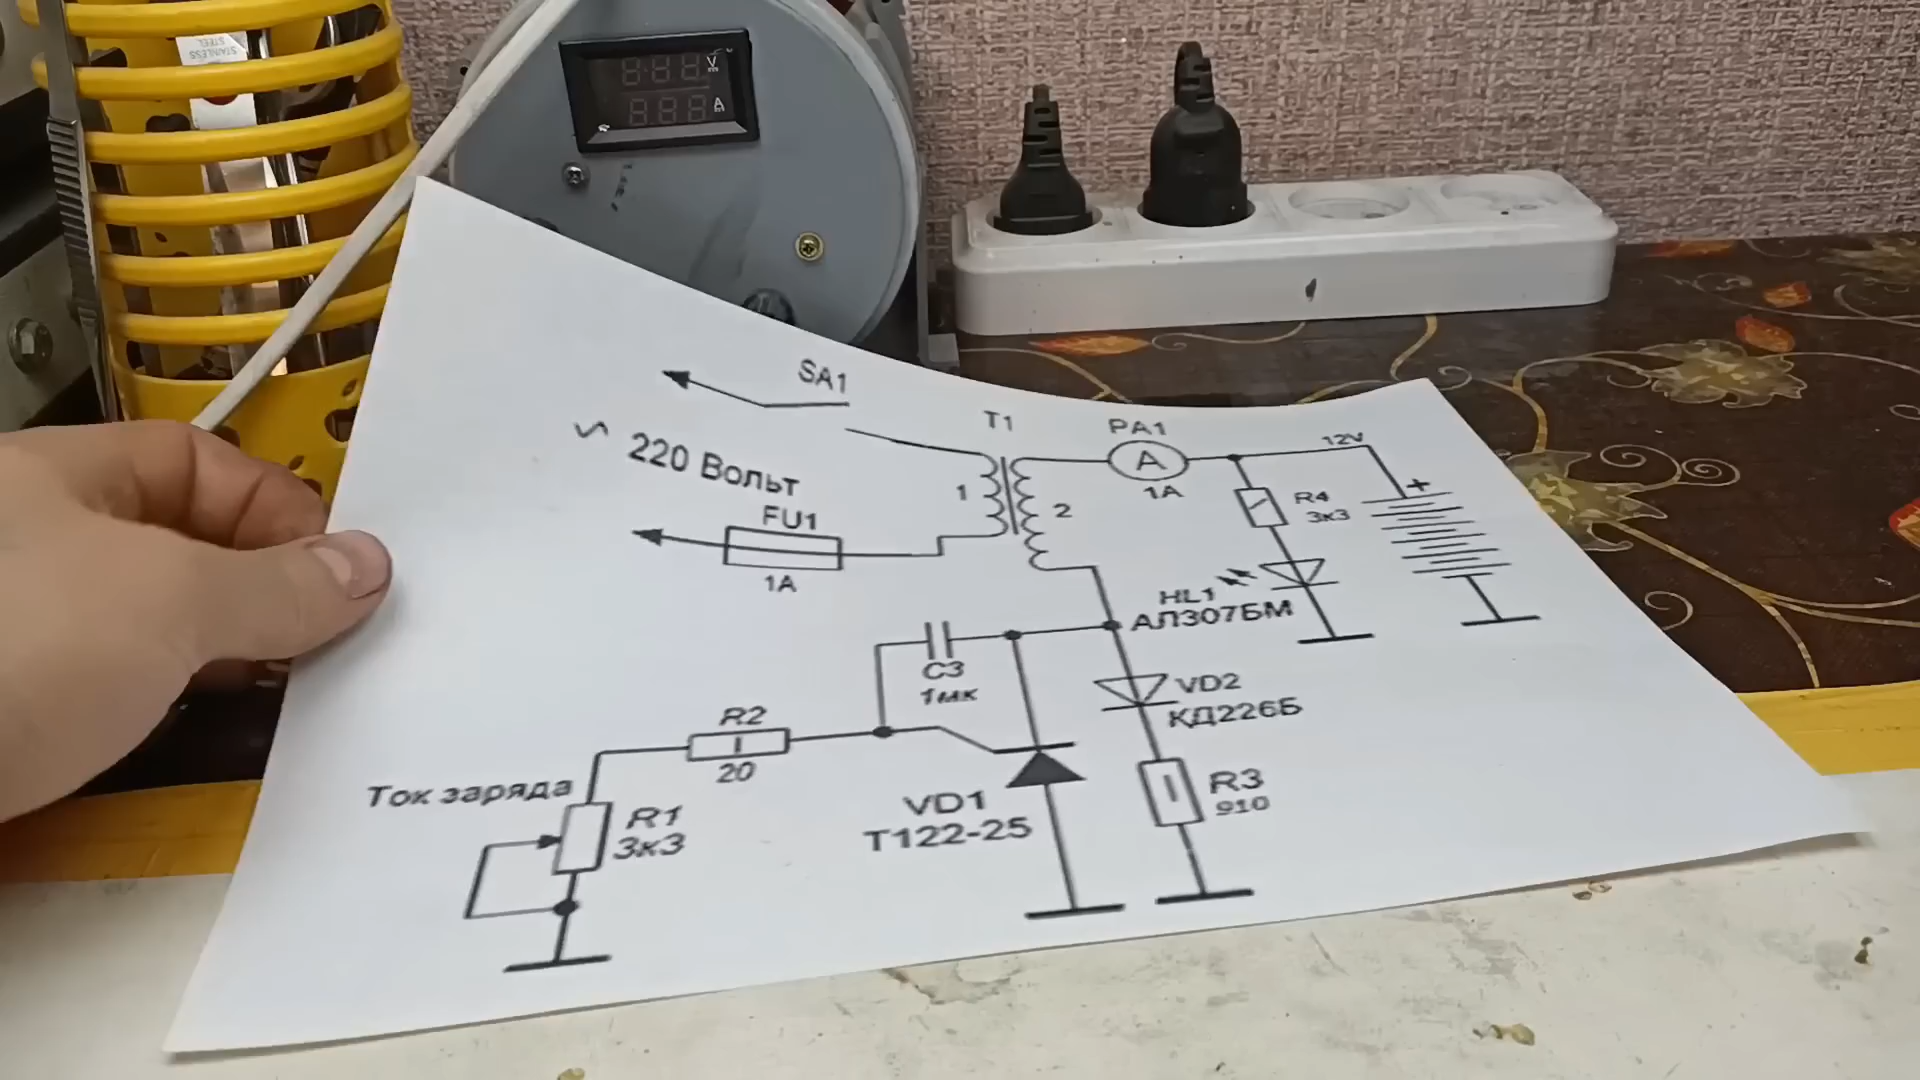 STAINLESS
STEEL
V
A
SA1
∿ 220 Вольт
FU1
1А
T1
1
2
PA1
A
1A
12V
+
R4
3к3
HL1
АЛ307БМ
C3
1мк
VD2
КД226Б
R2
20
R3
910
Ток заряда
R1
3к3
VD1
Т122-25